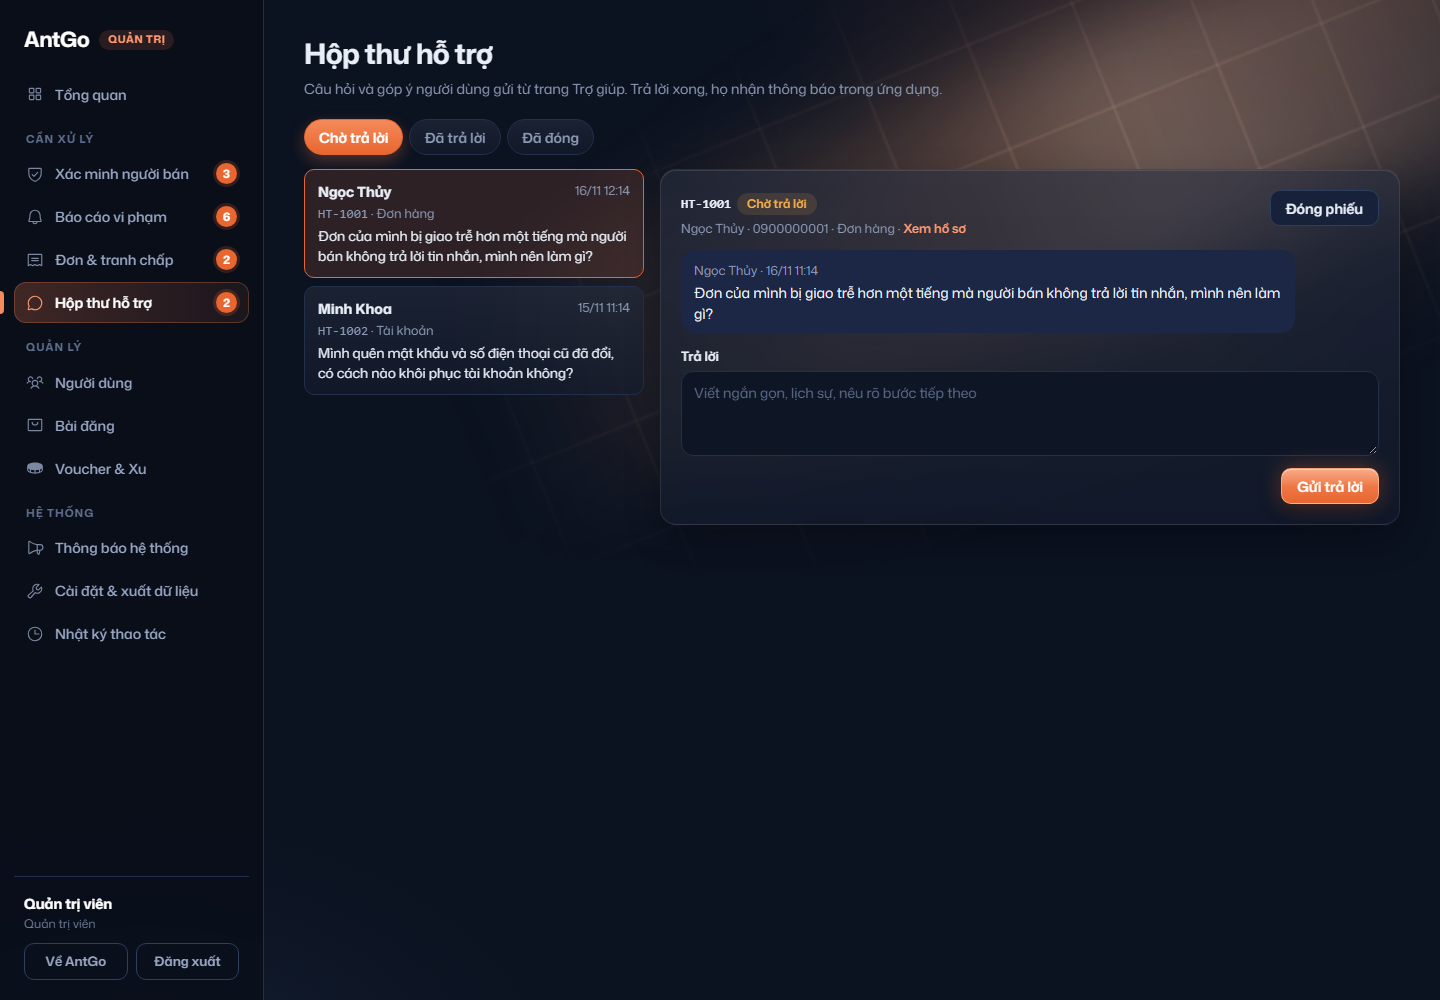 AntGo QUẢN TRỊ
Tổng quan
CẦN XỬ LÝ
Xác minh người bán 3
Báo cáo vi phạm 6
Đơn & tranh chấp 2
Hộp thư hỗ trợ 2
QUẢN LÝ
Người dùng
Bài đăng
Voucher & Xu
HỆ THỐNG
Thông báo hệ thống
Cài đặt & xuất dữ liệu
Nhật ký thao tác
Quản trị viên
Quản trị viên
Về AntGo Đăng xuất
Hộp thư hỗ trợ
Câu hỏi và góp ý người dùng gửi từ trang Trợ giúp. Trả lời xong, họ nhận thông báo trong ứng dụng.
Chờ trả lời Đã trả lời Đã đóng
Ngọc Thủy 16/11 12:14
HT-1001 · Đơn hàng
Đơn của mình bị giao trễ hơn một tiếng mà người
bán không trả lời tin nhắn, mình nên làm gì?
Minh Khoa 15/11 11:14
HT-1002 · Tài khoản
Mình quên mật khẩu và số điện thoại cũ đã đổi,
có cách nào khôi phục tài khoản không?
HT-1001 Chờ trả lời
Ngọc Thủy · 0900000001 · Đơn hàng · Xem hồ sơ
Đóng phiếu
Ngọc Thủy · 16/11 11:14
Đơn của mình bị giao trễ hơn một tiếng mà người bán không trả lời tin nhắn, mình nên làm
gì?
Trả lời
Viết ngắn gọn, lịch sự, nêu rõ bước tiếp theo
Gửi trả lời